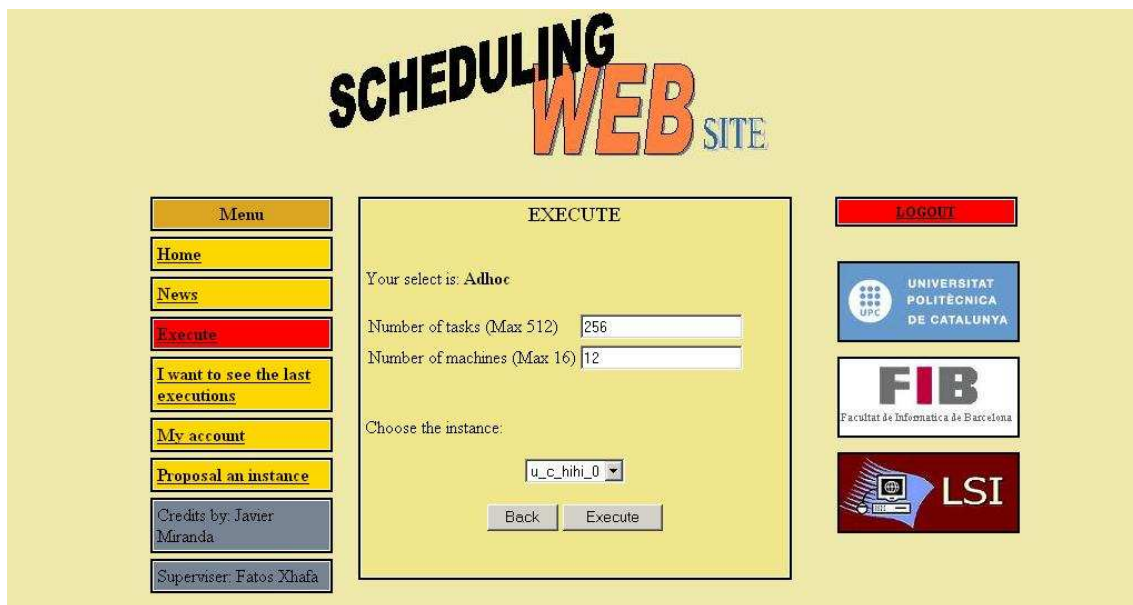 SCHEDULING
WEB SITE
Menu
Home
News
Execute
I want to see the last
executions
My account
Proposal an instance
Credits by: Javier
Miranda
Superviser: Fatos Xhafa
EXECUTE
Your select is: Adhoc
Number of tasks (Max 512) 256
Number of machines (Max 16) 12
Choose the instance:
u_c_hihi_0
Back Execute
LOGOUT
UPC
UNIVERSITAT
POLITÈCNICA
DE CATALUNYA
FIB
Facultat de Informatica de Barcelona
LSI